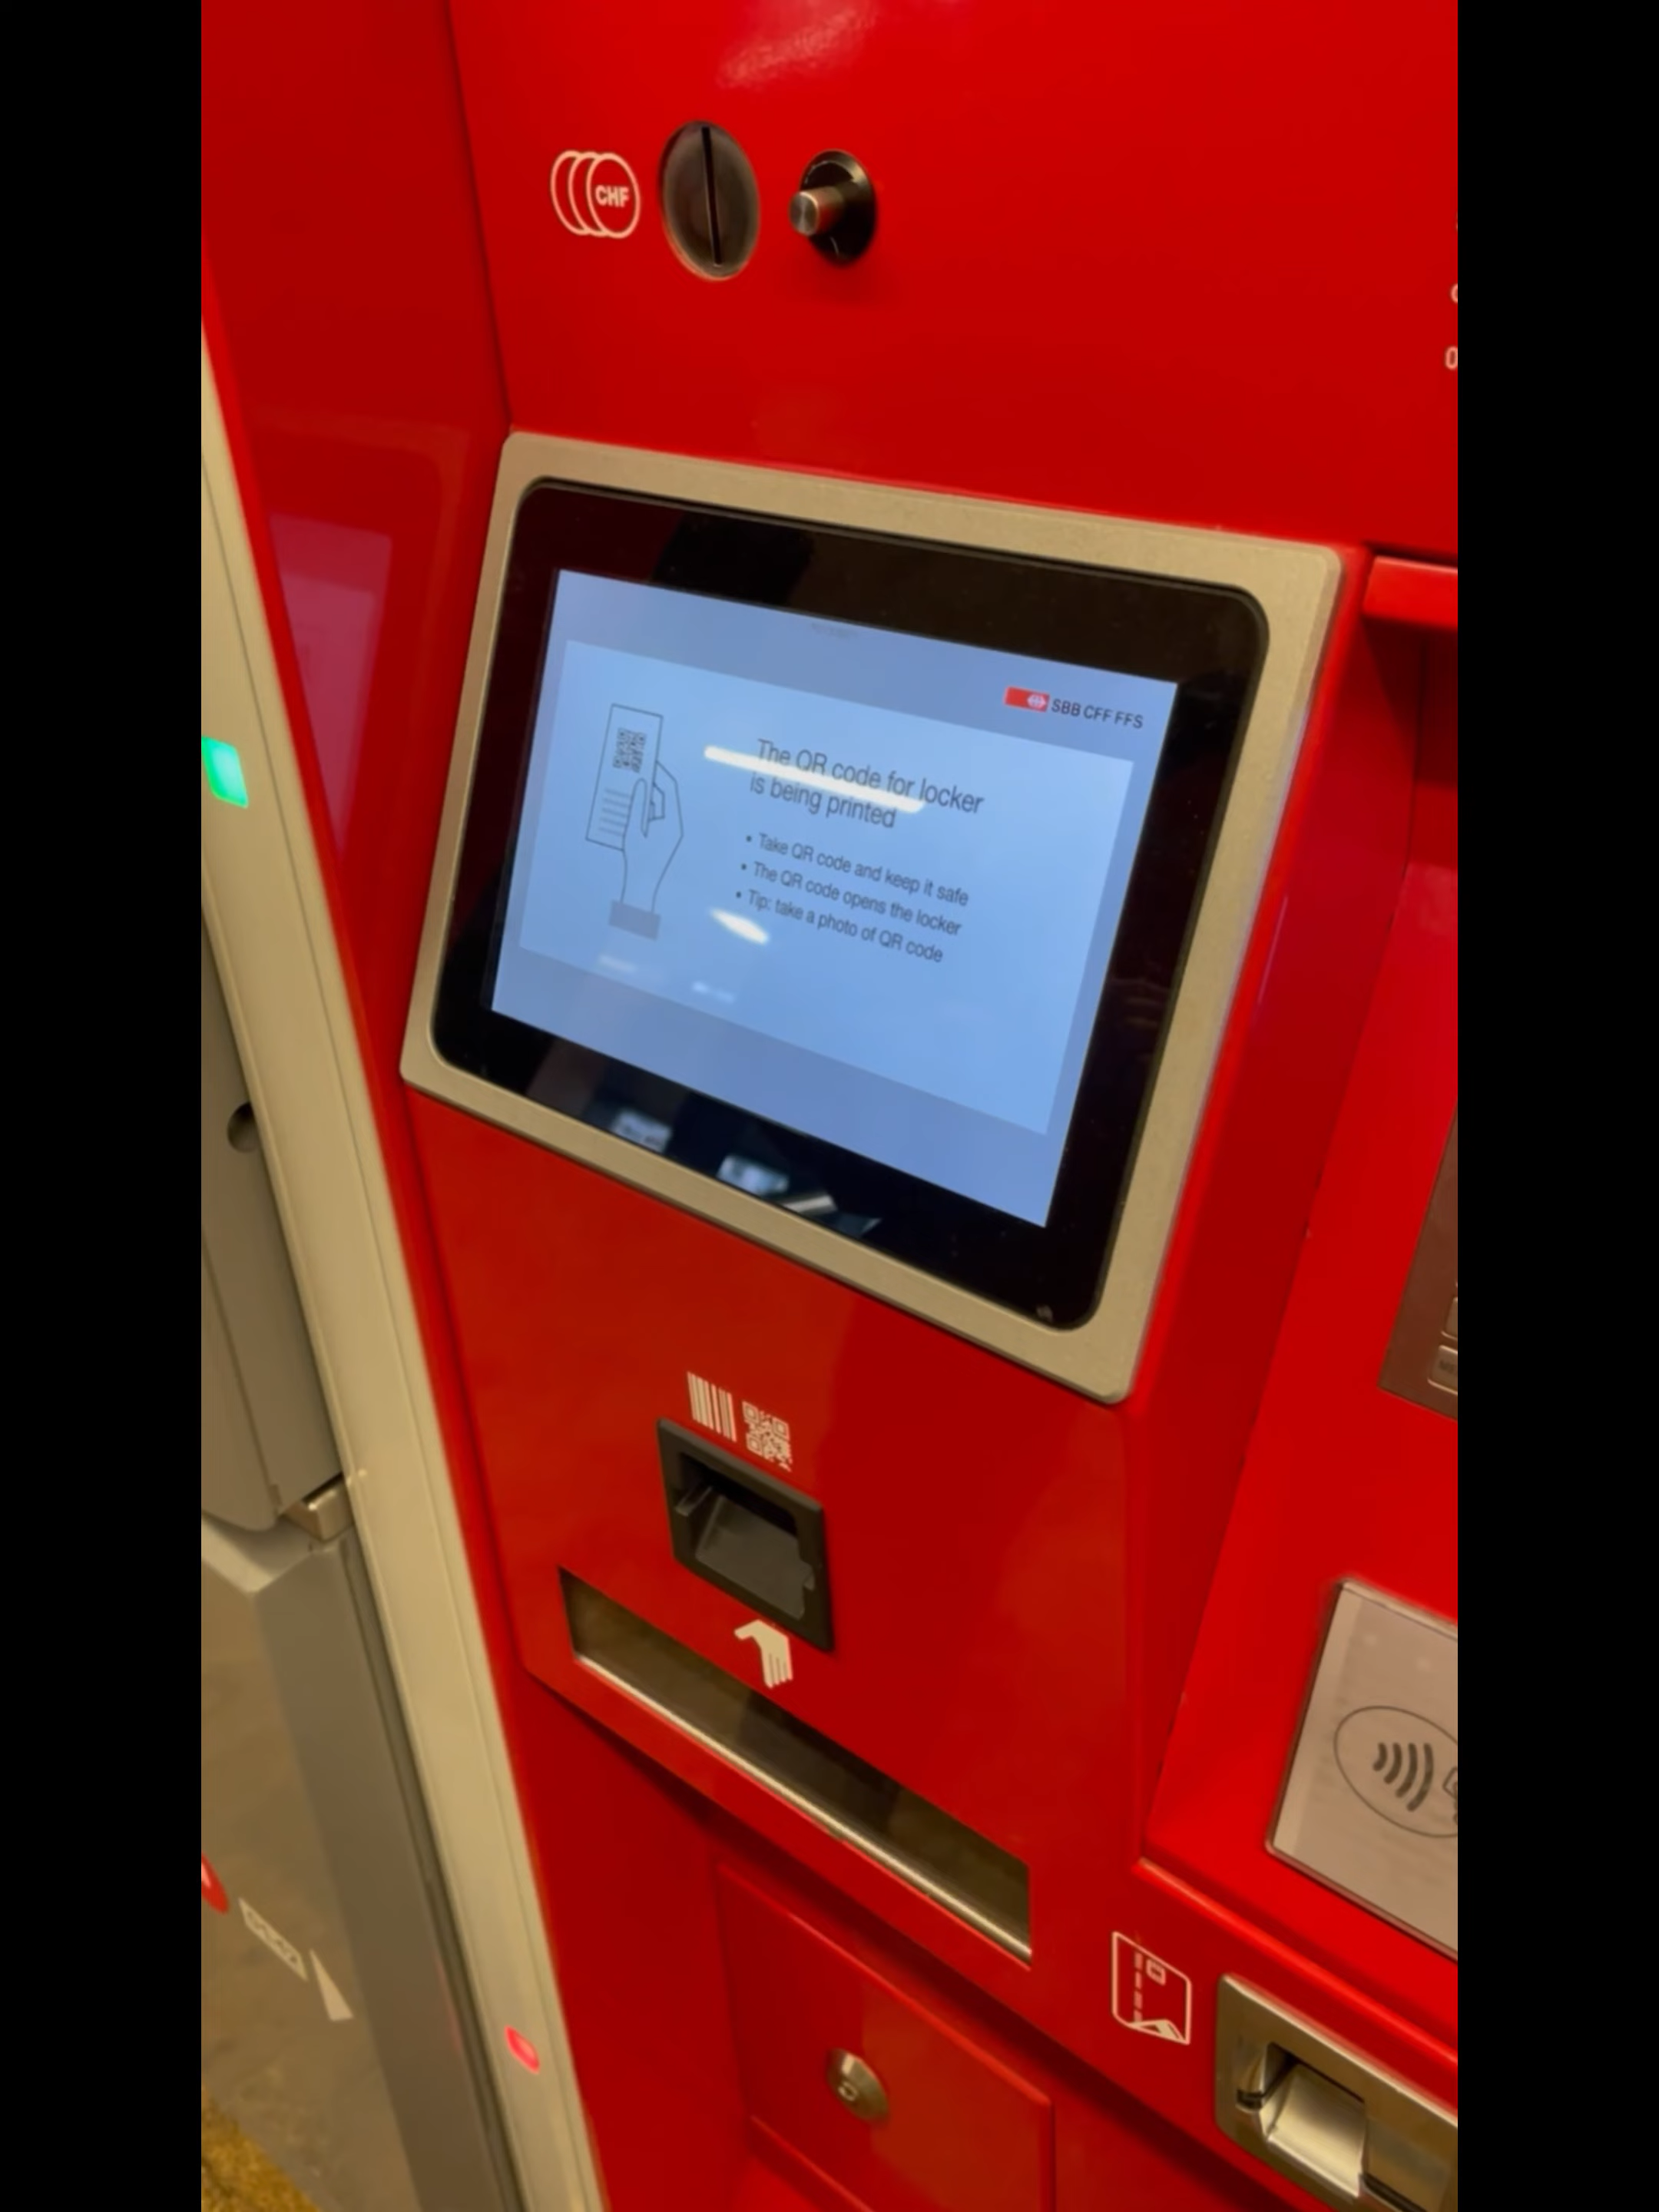 CHF
SBB CFF FFS
The QR code for locker
is being printed
• Take QR code and keep it safe
• The QR code opens the locker
• Tip: take a photo of QR code